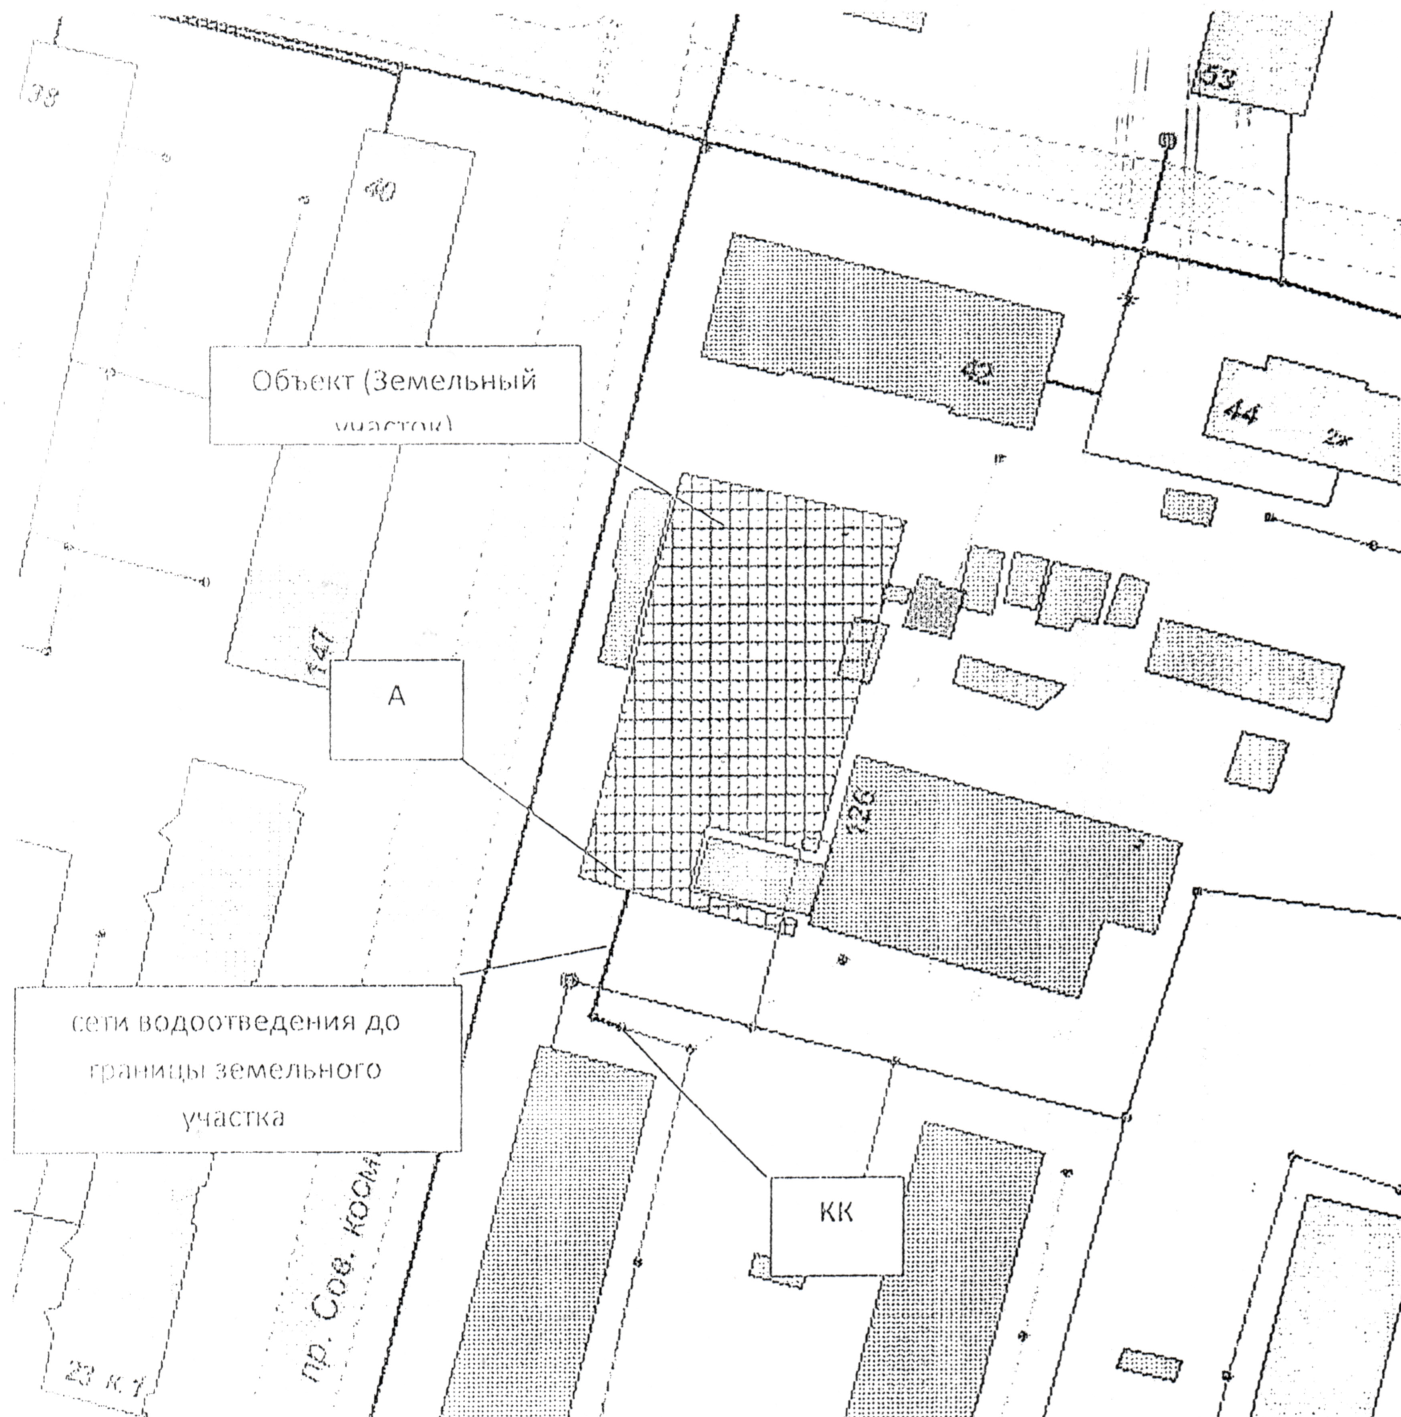 38
53
40
42
Объект (Земельный
участок)
44
2ж
147
А
126
сети водоотведения до
границы земельного
участка
КК
пр. Сов. косм
23 к.1